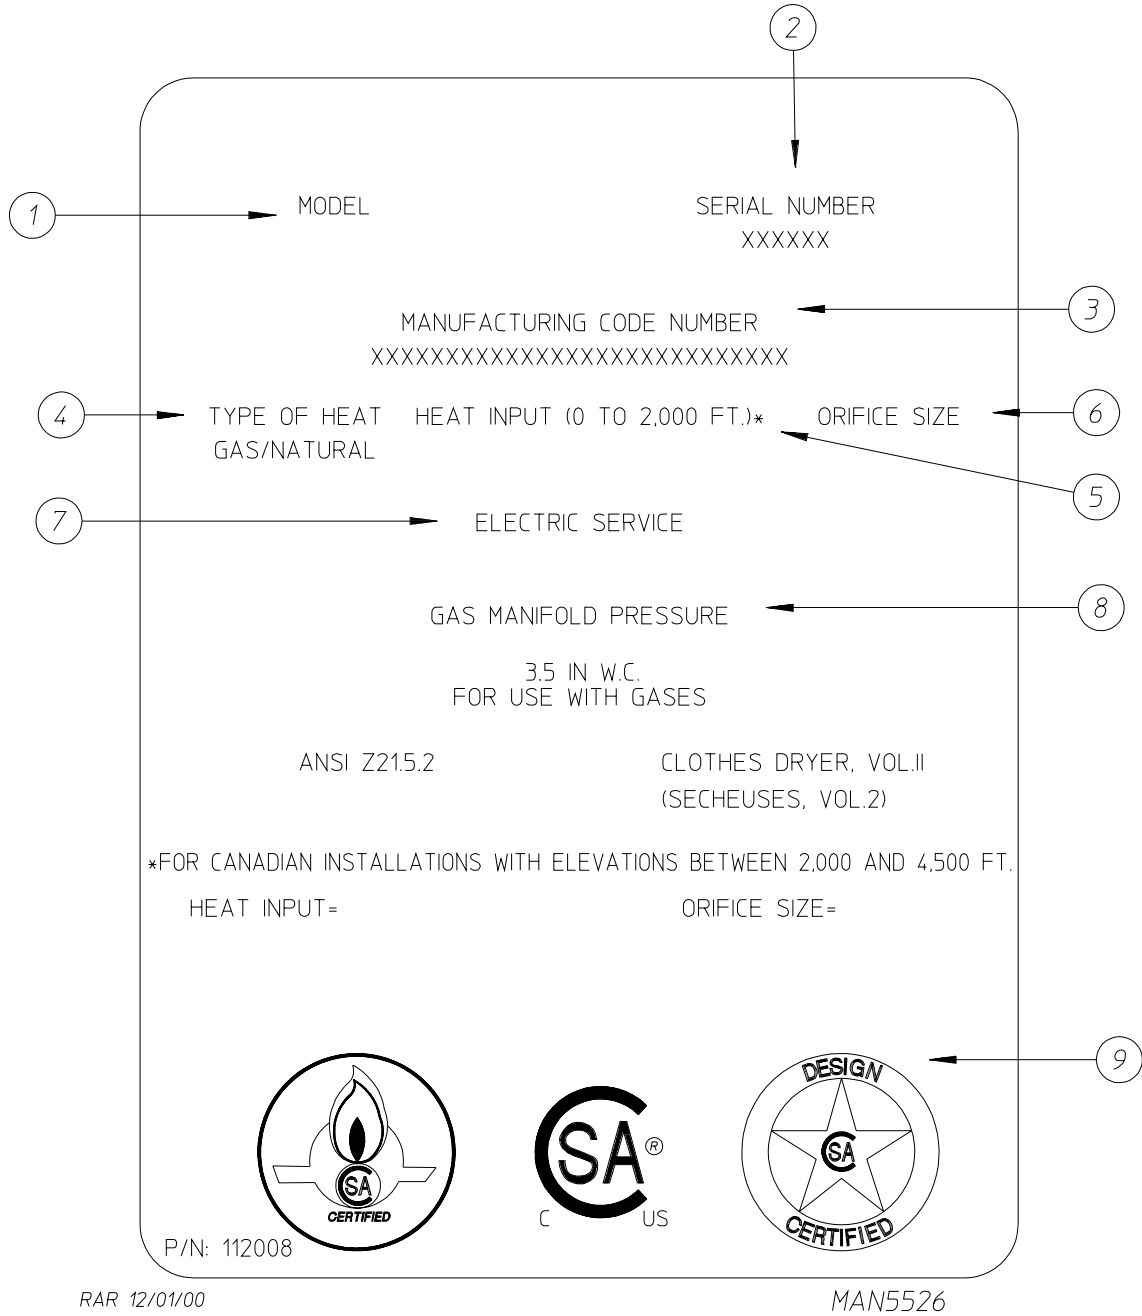 2
1
MODEL
SERIAL NUMBER
XXXXXX
3
MANUFACTURING CODE NUMBER
XXXXXXXXXXXXXXXXXXXXXXXXXXXX
4
TYPE OF HEAT HEAT INPUT (0 TO 2,000 FT.)* ORIFICE SIZE
6
GAS/NATURAL
5
7
ELECTRIC SERVICE
8
GAS MANIFOLD PRESSURE
3.5 IN W.C.
FOR USE WITH GASES
ANSI Z21.5.2
CLOTHES DRYER, VOL.II
(SECHEUSES, VOL.2)
*FOR CANADIAN INSTALLATIONS WITH ELEVATIONS BETWEEN 2,000 AND 4,500 FT.
HEAT INPUT=
ORIFICE SIZE=
9
CSA
CERTIFIED
CSA®
C US
DESIGN
CSA
CERTIFIED
P/N: 112008
RAR 12/01/00
MAN5526